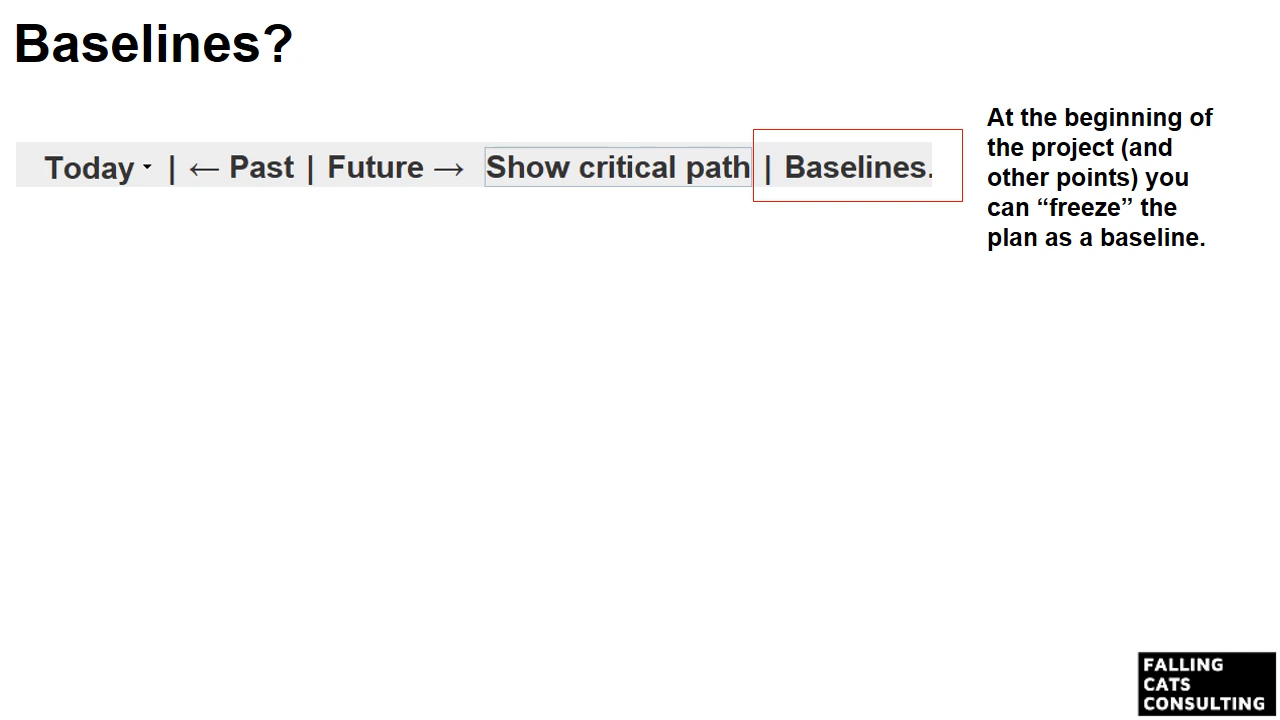 Baselines?
Today | ← Past | Future → Show critical path | Baselines.
At the beginning of
the project (and
other points) you
can “freeze” the
plan as a baseline.
FALLING
CATS
CONSULTING